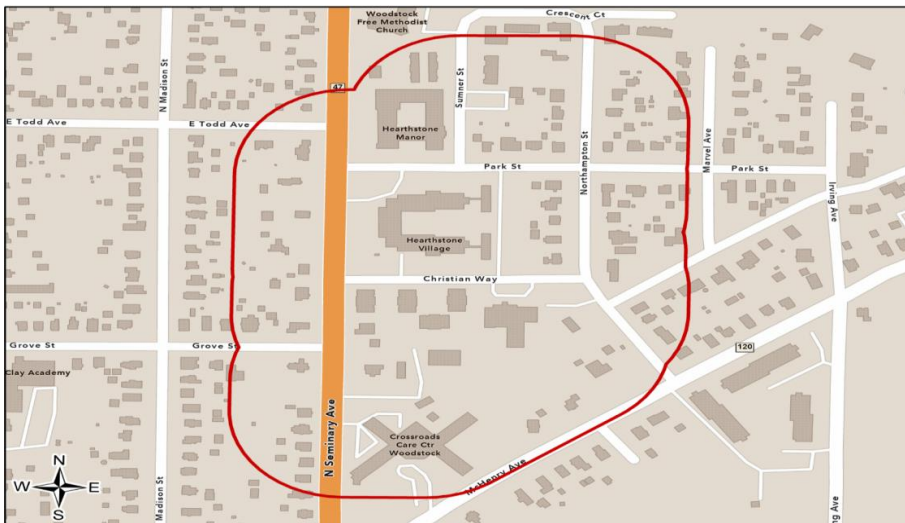 Woodstock
Free Methodist
Church
Crescent Ct
N Madison St
47
Sumner St
E Todd Ave
E Todd Ave
Hearthstone
Manor
Northampton St
Marvel Ave
Park St
Park St
Irving Ave
Hearthstone
Village
Christian Way
Grove St
Grove St
120
Clay Academy
N Seminary Ave
Crossroads
Care Ctr
Woodstock
McHenry Ave
N
W E
S
Madison St
ng Ave